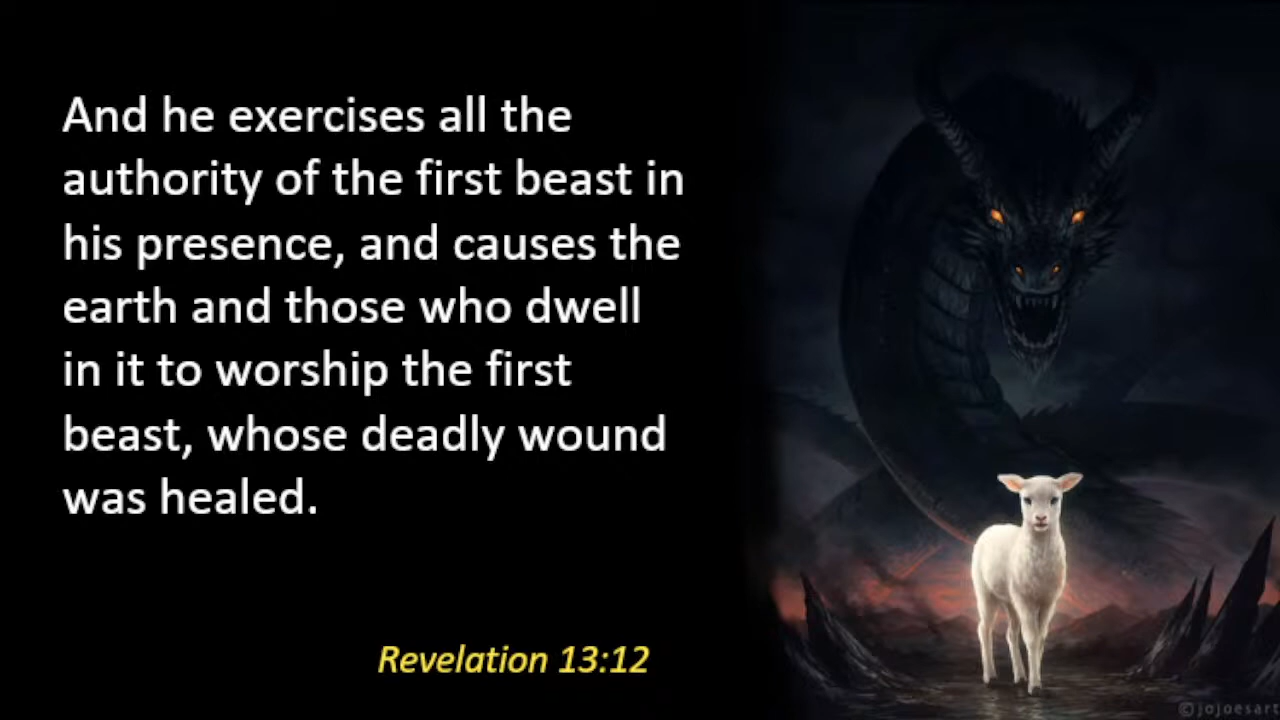 And he exercises all the
authority of the first beast in
his presence, and causes the
earth and those who dwell
in it to worship the first
beast, whose deadly wound
was healed.
Revelation 13:12
©jojoesart